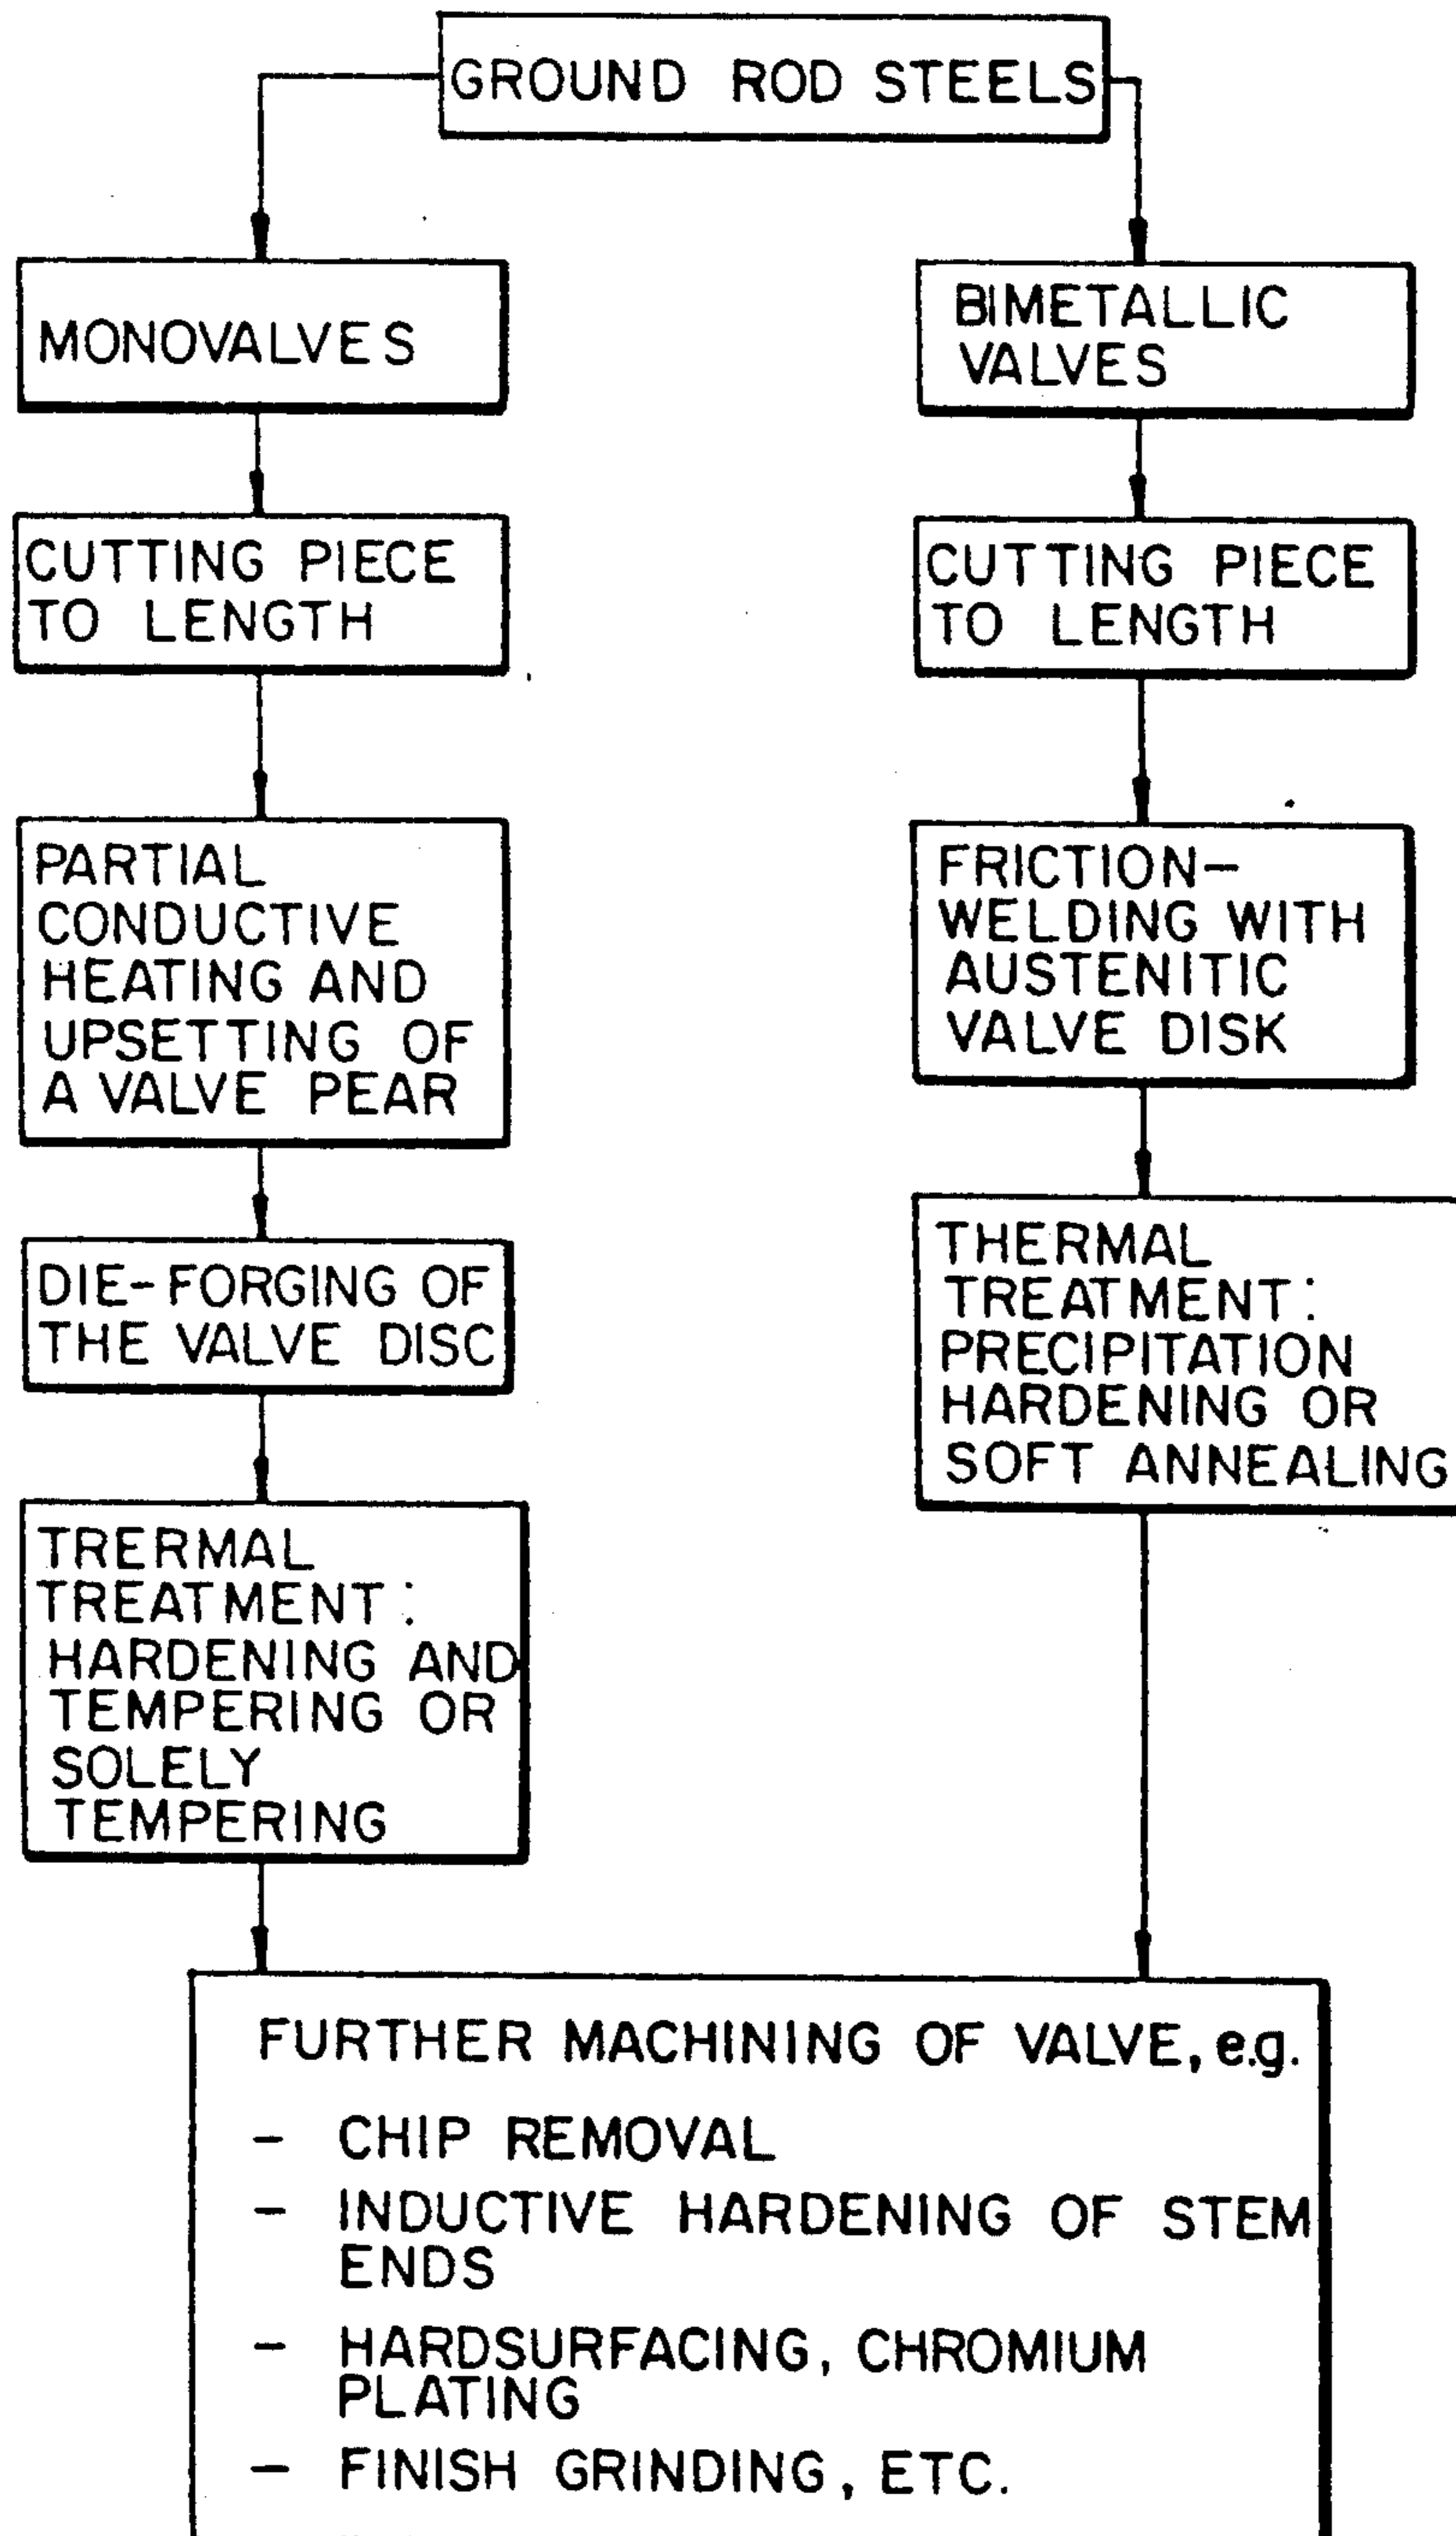 GROUND ROD STEELS
MONOVALVES
CUTTING PIECE
TO LENGTH
PARTIAL
CONDUCTIVE
HEATING AND
UPSETTING OF
A VALVE PEAR
DIE-FORGING OF
THE VALVE DISC
TRERMAL
TREATMENT:
HARDENING AND
TEMPERING OR
SOLELY
TEMPERING
BIMETALLIC
VALVES
CUTTING PIECE
TO LENGTH
FRICTION-
WELDING WITH
AUSTENITIC
VALVE DISK
THERMAL
TREATMENT:
PRECIPITATION
HARDENING OR
SOFT ANNEALING
FURTHER MACHINING OF VALVE, e.g.
- CHIP REMOVAL
- INDUCTIVE HARDENING OF STEM
ENDS
- HARDSURFACING, CHROMIUM
PLATING
- FINISH GRINDING, ETC.